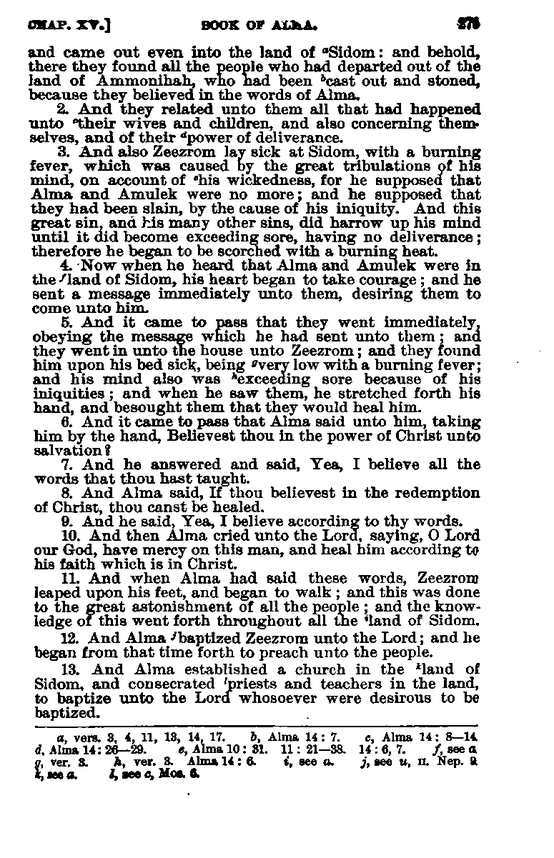 CHAP. XV.] BOOK OF ALMA. 275
and came out even into the land of ᵃSidom: and behold,
there they found all the people who had departed out of the
land of Ammonihah, who had been ᵇcast out and stoned,
because they believed in the words of Alma.
2. And they related unto them all that had happened
unto ᶜtheir wives and children, and also concerning them-
selves, and of their ᵈpower of deliverance.
3. And also Zeezrom lay sick at Sidom, with a burning
fever, which was caused by the great tribulations of his
mind, on account of ᵉhis wickedness, for he supposed that
Alma and Amulek were no more; and he supposed that
they had been slain, by the cause of his iniquity. And this
great sin, and his many other sins, did harrow up his mind
until it did become exceeding sore, having no deliverance;
therefore he began to be scorched with a burning heat.
4. Now when he heard that Alma and Amulek were in
the ᶠland of Sidom, his heart began to take courage; and he
sent a message immediately unto them, desiring them to
come unto him.
5. And it came to pass that they went immediately,
obeying the message which he had sent unto them; and
they went in unto the house unto Zeezrom; and they found
him upon his bed sick, being ᵍvery low with a burning fever;
and his mind also was ʰexceeding sore because of his
iniquities; and when he saw them, he stretched forth his
hand, and besought them that they would heal him.
6. And it came to pass that Alma said unto him, taking
him by the hand, Believest thou in the power of Christ unto
salvation?
7. And he answered and said, Yea, I believe all the
words that thou hast taught.
8. And Alma said, If thou believest in the redemption
of Christ, thou canst be healed.
9. And he said, Yea, I believe according to thy words.
10. And then Alma cried unto the Lord, saying, O Lord
our God, have mercy on this man, and heal him according to
his faith which is in Christ.
11. And when Alma had said these words, Zeezrom
leaped upon his feet, and began to walk; and this was done
to the great astonishment of all the people; and the know-
ledge of this went forth throughout all the ⁱland of Sidom.
12. And Alma ʲbaptized Zeezrom unto the Lord; and he
began from that time forth to preach unto the people.
13. And Alma established a church in the ᵏland of
Sidom, and consecrated ˡpriests and teachers in the land,
to baptize unto the Lord whosoever were desirous to be
baptized.
a, vers. 3, 4, 11, 13, 14, 17. b, Alma 14: 7. c, Alma 14: 8—14.
d, Alma 14: 26—29. e, Alma 10: 31. 11: 21—38. 14: 6, 7. f, see a.
g, ver. 3. h, ver. 3. Alma 14: 6. i, see a. j, see u, II. Nep. 9.
k, see a. l, see c, Mos. 6.